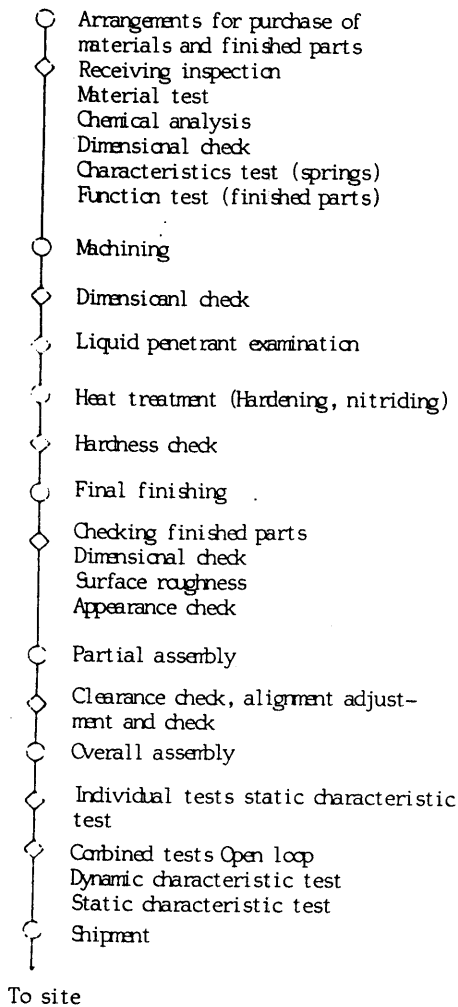 Arrangements for purchase of
materials and finished parts
Receiving inspection
Material test
Chemical analysis
Dimensional check
Characteristics test (springs)
Function test (finished parts)
Machining
Dimensioanl check
Liquid penetrant examination
Heat treatment (Hardening, nitriding)
Hardness check
Final finishing
Checking finished parts
Dimensional check
Surface roughness
Appearance check
Partial assembly
Clearance check, alignment adjust-
ment and check
Overall assembly
Individual tests static characteristic
test
Combined tests Open loop
Dynamic characteristic test
Static characteristic test
Shipment
To site